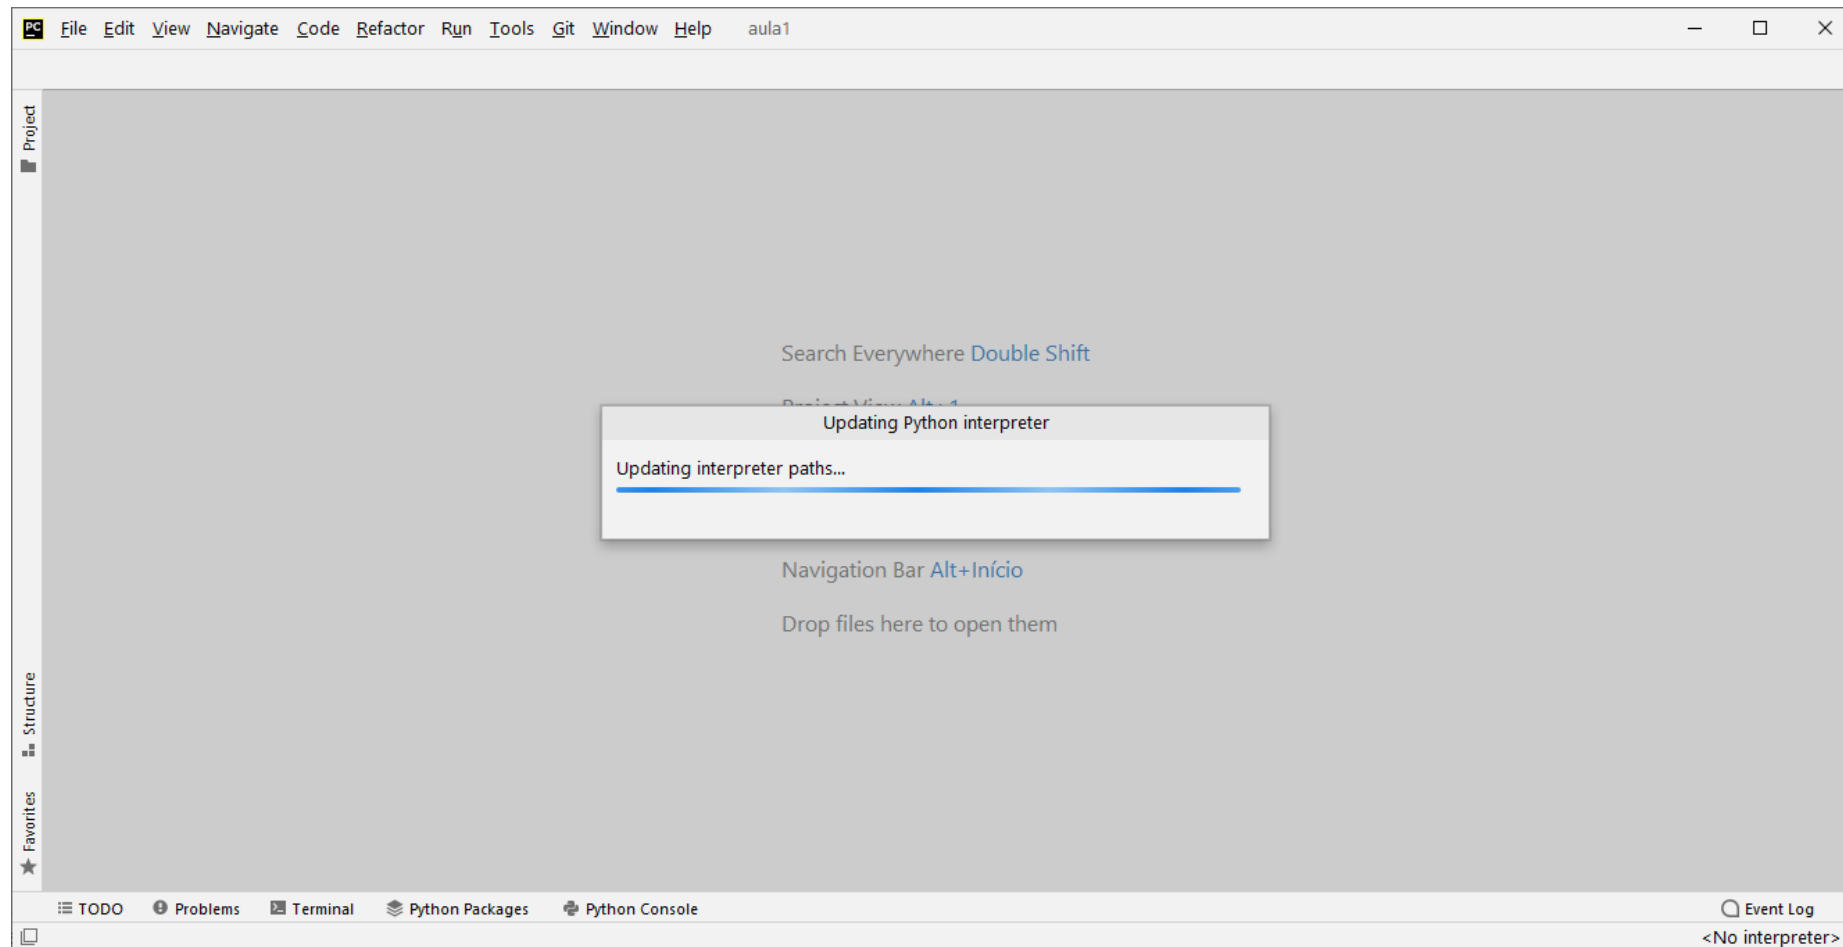 PC File Edit View Navigate Code Refactor Run Tools Git Window Help aula1
Project
Search Everywhere Double Shift
Updating Python interpreter
Updating interpreter paths...
Navigation Bar Alt+Início
Drop files here to open them
Structure
Favorites
TODO Problems Terminal Python Packages Python Console Event Log
<No interpreter>